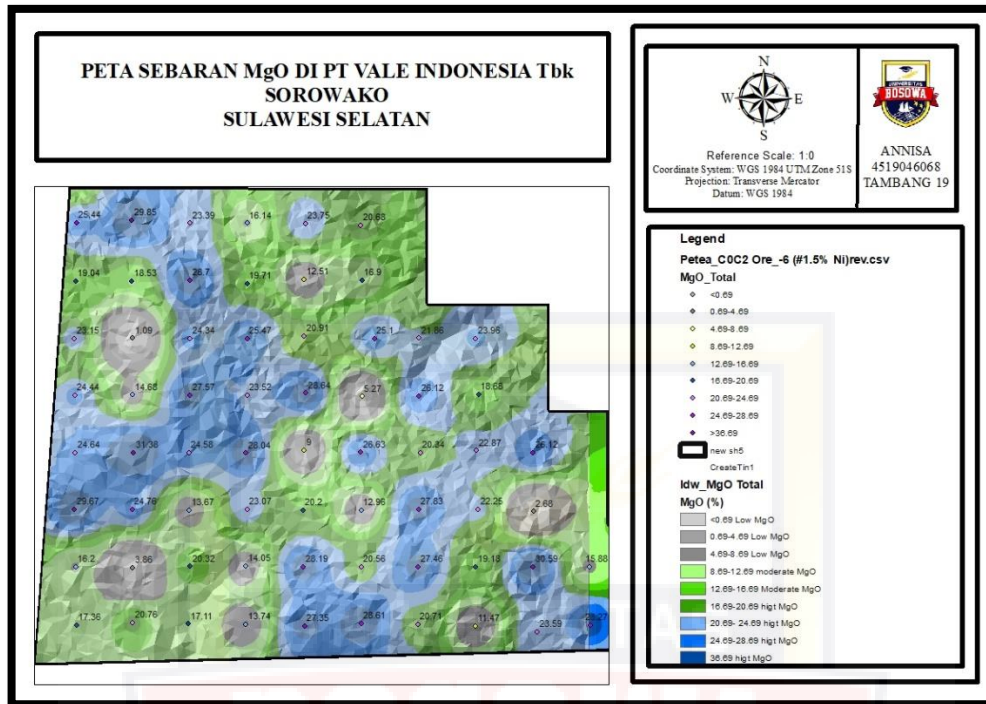 PETA SEBARAN MgO DI PT VALE INDONESIA Tbk
SOROWAKO
SULAWESI SELATAN
N
W E
S
Reference Scale: 1:0
Coordinate System: WGS 1984 UTM Zone 51S
Projection: Transverse Mercator
Datum: WGS 1984
UNIVERSITAS
BOSOWA
ANNISA
4519046068
TAMBANG 19
25.44 29.85 23.39 16.14 23.75 20.68
19.04 18.53 26.7 19.71 12.51 16.9
23.15 1.09 24.34 25.47 20.91 25.1 21.86 23.96
24.44 14.68 27.57 23.52 28.64 5.27 26.12 18.68
24.64 31.38 24.58 28.04 9 26.63 20.34 22.87 26.12
29.67 24.76 13.67 23.07 20.2 12.96 27.83 22.25 2.68
16.2 3.86 20.32 14.05 28.19 20.56 27.46 19.18 30.59 15.88
17.36 20.76 17.11 13.74 27.35 28.61 20.71 11.47 23.59
Legend
Petea_C0C2 Ore_-6 (#1.5% Ni)rev.csv
MgO_Total
<0.69
0.69-4.69
4.69-8.69
8.69-12.69
12.69-16.69
16.69-20.69
20.69-24.69
24.69-28.69
>36.69
new sh5
CreateTin1
Idw_MgO Total
MgO (%)
<0.69 Low MgO
0.69-4.69 Low MgO
4.69-8.69 Low MgO
8.69-12.69 moderate MgO
12.69-16.69 Moderate MgO
16.69-20.69 higt MgO
20.69- 24.69 higt MgO
24.69-28.69 higt MgO
36.69 higt MgO